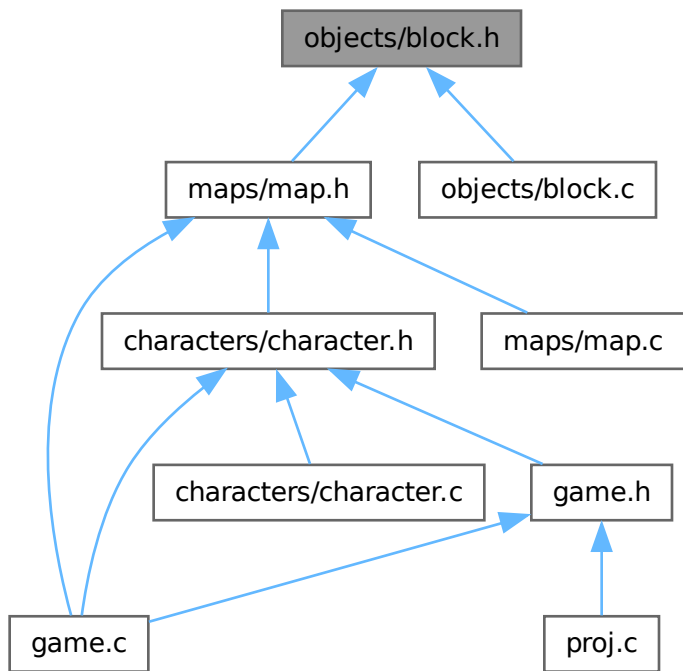 objects/block.h
maps/map.h
objects/block.c
characters/character.h
maps/map.c
characters/character.c
game.h
game.c
proj.c